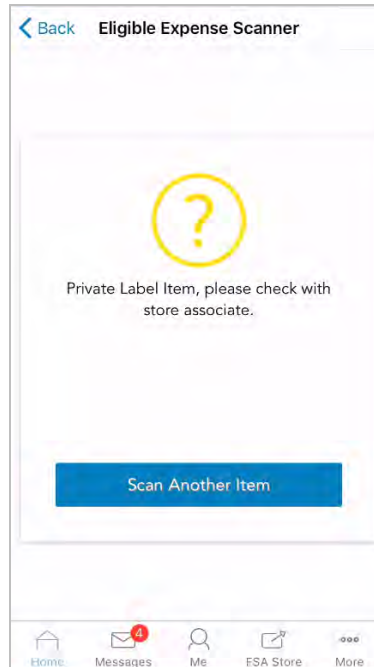 Back Eligible Expense Scanner
?
Private Label Item, please check with
store associate.
Scan Another Item
4
Home Messages Me FSA Store More